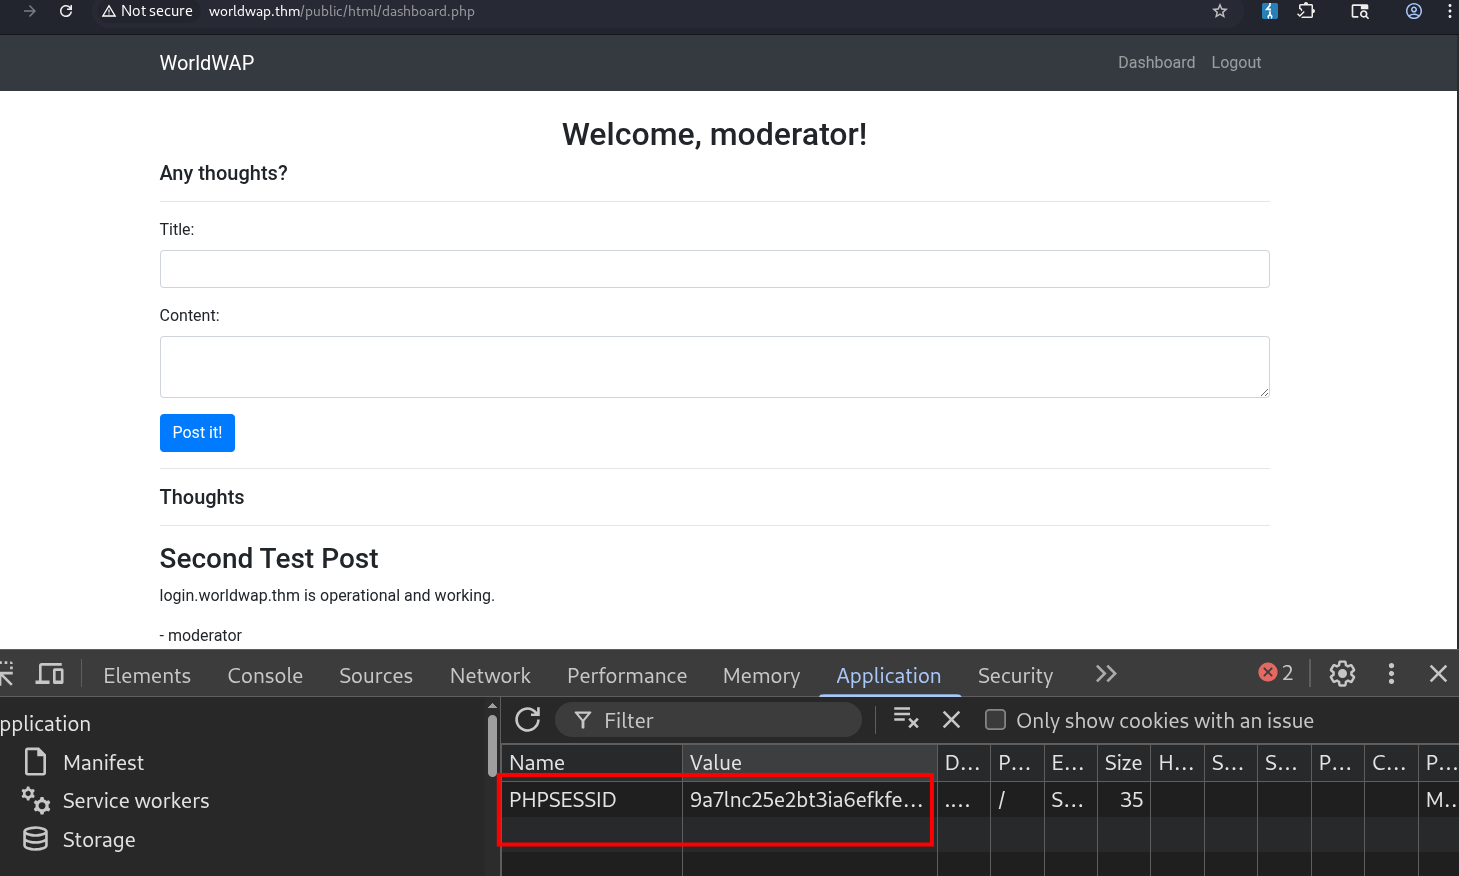 Not secure worldwap.thm/public/html/dashboard.php
WorldWAP Dashboard Logout
Welcome, moderator!
Any thoughts?
Title:
Content:
Post it!
Thoughts
Second Test Post
login.worldwap.thm is operational and working.
- moderator
Elements Console Sources Network Performance Memory Application Security 2
pplication
Filter Only show cookies with an issue
Manifest
Service workers
Storage
Name Value D... P... E... Size H... S... S... P... C... P...
PHPSESSID 9a7lnc25e2bt3ia6efkfe... .... / S... 35 M...